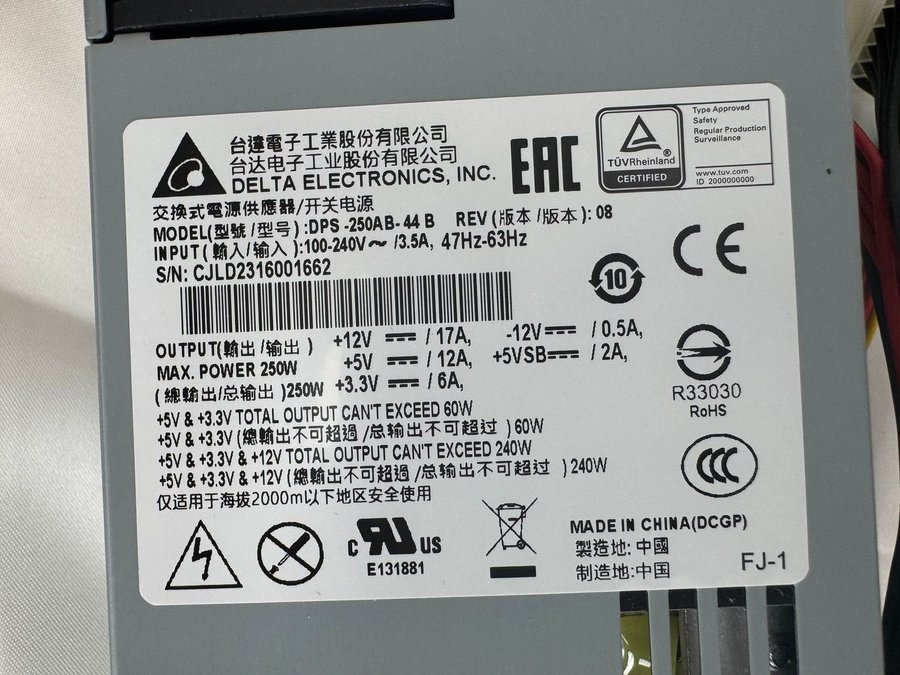 台達電子工業股份有限公司
台达电子工业股份有限公司
DELTA ELECTRONICS, INC.
EAC
TÜVRheinland
CERTIFIED
Type Approved
Safety
Regular Production
Surveillance
www.tuv.com
ID 2000000000
交換式電源供應器/开关电源
MODEL(型號/型号):DPS-250AB-44 B REV(版本/版本): 08
INPUT(輸入/输入):100-240V～ /3.5A, 47Hz-63Hz
S/N: CJLD2316001662
CE
10
OUTPUT(輸出/输出) +12V ⎓ / 17A, -12V ⎓ / 0.5A,
MAX. POWER 250W +5V ⎓ / 12A, +5VSB ⎓ / 2A,
(總輸出/总输出)250W +3.3V ⎓ / 6A,
R33030
RoHS
+5V & +3.3V TOTAL OUTPUT CAN'T EXCEED 60W
+5V & +3.3V (總輸出不可超過/总输出不可超过) 60W
+5V & +3.3V & +12V TOTAL OUTPUT CAN'T EXCEED 240W
+5V & +3.3V & +12V (總輸出不可超過/总输出不可超过) 240W
仅适用于海拔2000m以下地区安全使用
CCC
c RU US
E131881
MADE IN CHINA(DCGP)
製造地: 中國
制造地:中国
FJ-1